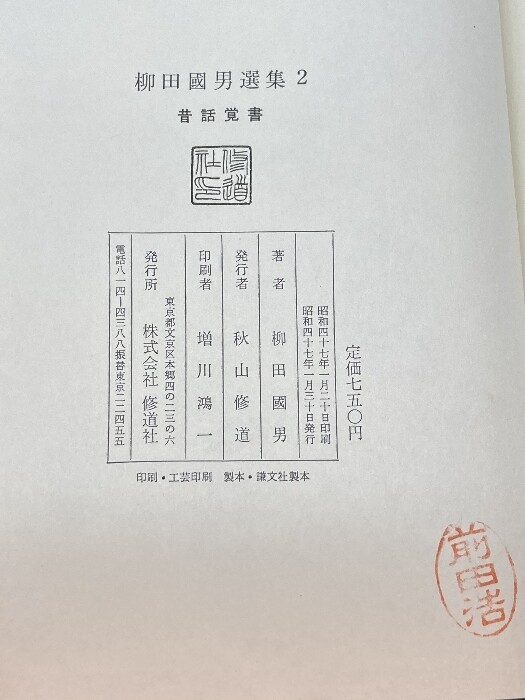 柳田國男選集 2
昔話覚書
修道
社印
定価七五〇円
昭和四十七年一月二十日印刷
昭和四十七年一月三十日発行
著者 柳田國男
発行者 秋山修道
印刷者 増川鴻一
東京都文京区本郷四の二三の六
発行所 株式会社 修道社
電話八一四―四三八八振替東京二二四五五
印刷・工芸印刷 製本・謙文社製本
前田浩